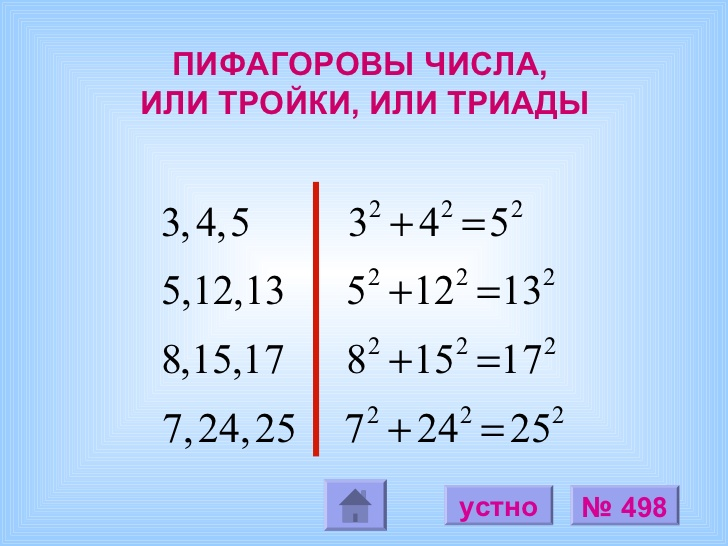 ПИФАГОРОВЫ ЧИСЛА,
ИЛИ ТРОЙКИ, ИЛИ ТРИАДЫ
3, 4, 5 3² + 4² = 5²
5,12,13 5² +12² =13²
8,15,17 8² +15² =17²
7, 24, 25 7² + 24² = 25²
устно № 498